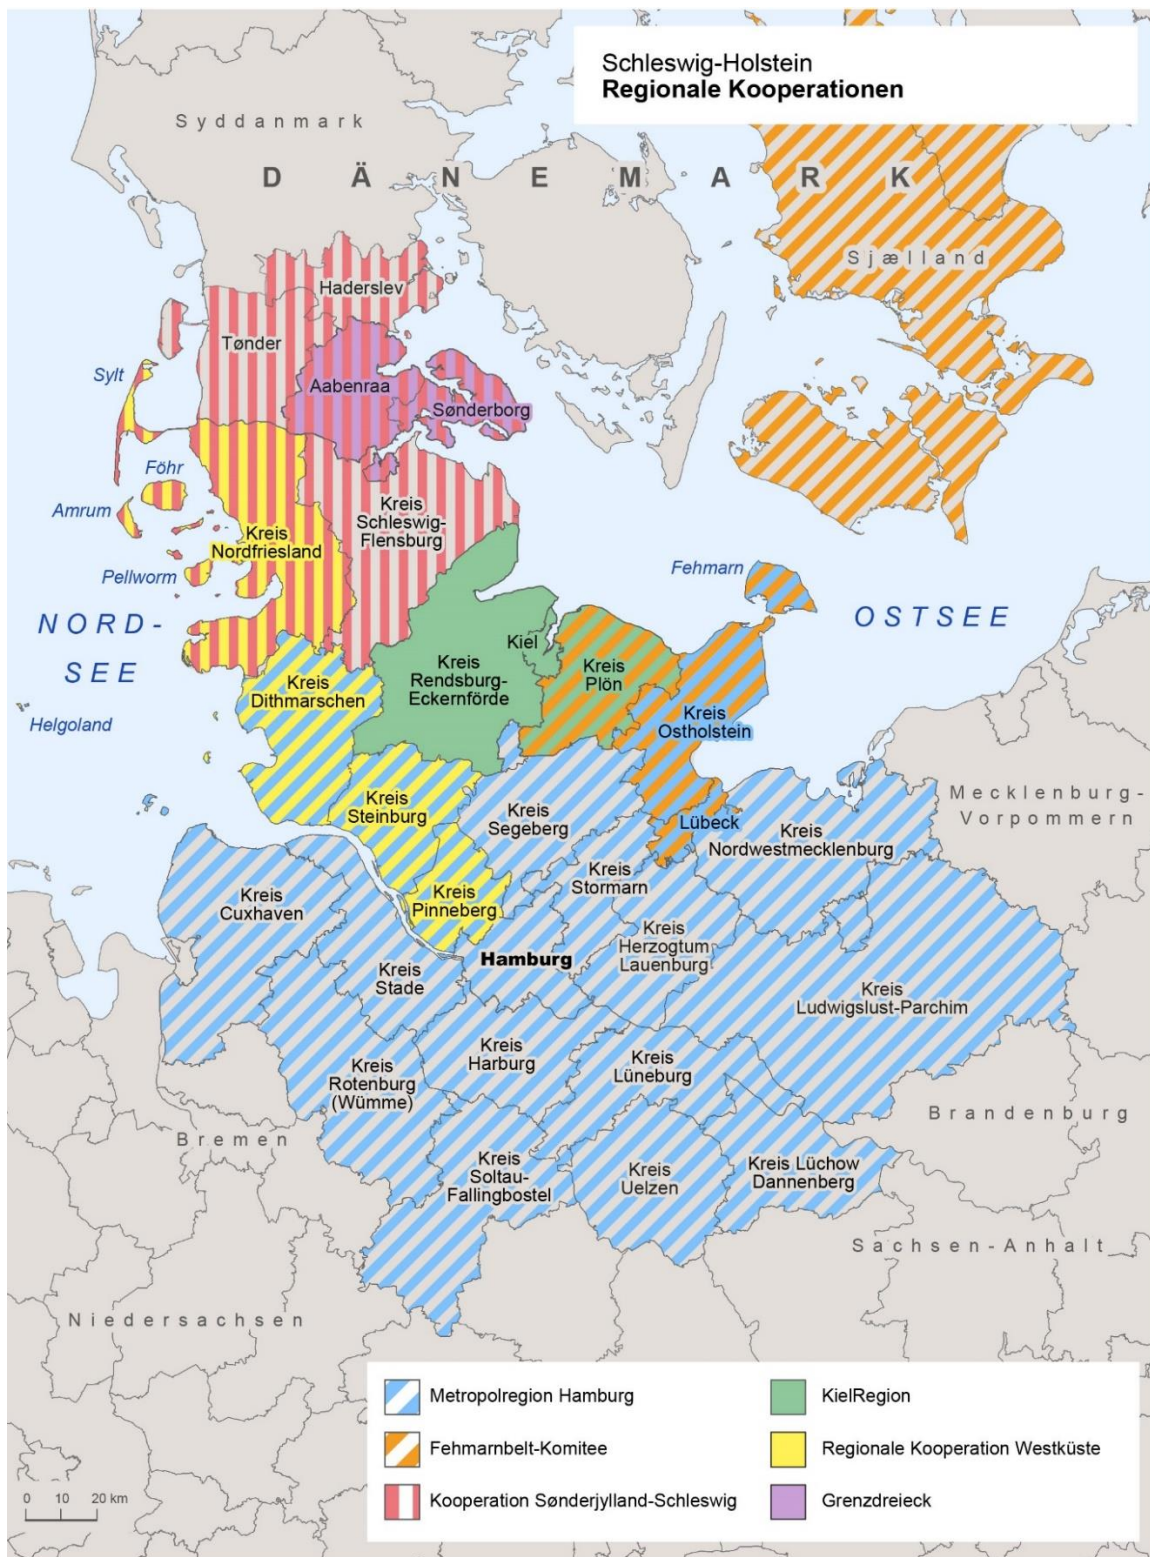 Schleswig-Holstein
Regionale Kooperationen
Syddanmark
DÄNEMARK
Sjælland
Haderslev
Tønder
Sylt
Aabenraa
Sønderborg
Föhr
Amrum
Kreis
Schleswig-
Flensburg
Kreis
Nordfriesland
Pellworm
Fehmarn
NORD-
SEE
OSTSEE
Kiel
Kreis
Rendsburg-
Eckernförde
Kreis
Plön
Kreis
Dithmarschen
Helgoland
Kreis
Ostholstein
Mecklenburg-
Vorpommern
Kreis
Steinburg
Kreis
Segeberg
Lübeck
Kreis
Nordwestmecklenburg
Kreis
Stormarn
Kreis
Cuxhaven
Kreis
Pinneberg
Kreis
Herzogtum
Lauenburg
Hamburg
Kreis
Stade
Kreis
Ludwigslust-Parchim
Kreis
Harburg
Kreis
Lüneburg
Kreis
Rotenburg
(Wümme)
Brandenburg
Bremen
Kreis
Soltau-
Fallingbostel
Kreis
Uelzen
Kreis Lüchow
Dannenberg
Sachsen-Anhalt
Niedersachsen
Metropolregion Hamburg
KielRegion
Fehmarnbelt-Komitee
Regionale Kooperation Westküste
Kooperation Sønderjylland-Schleswig
Grenzdreieck
0 10 20 km